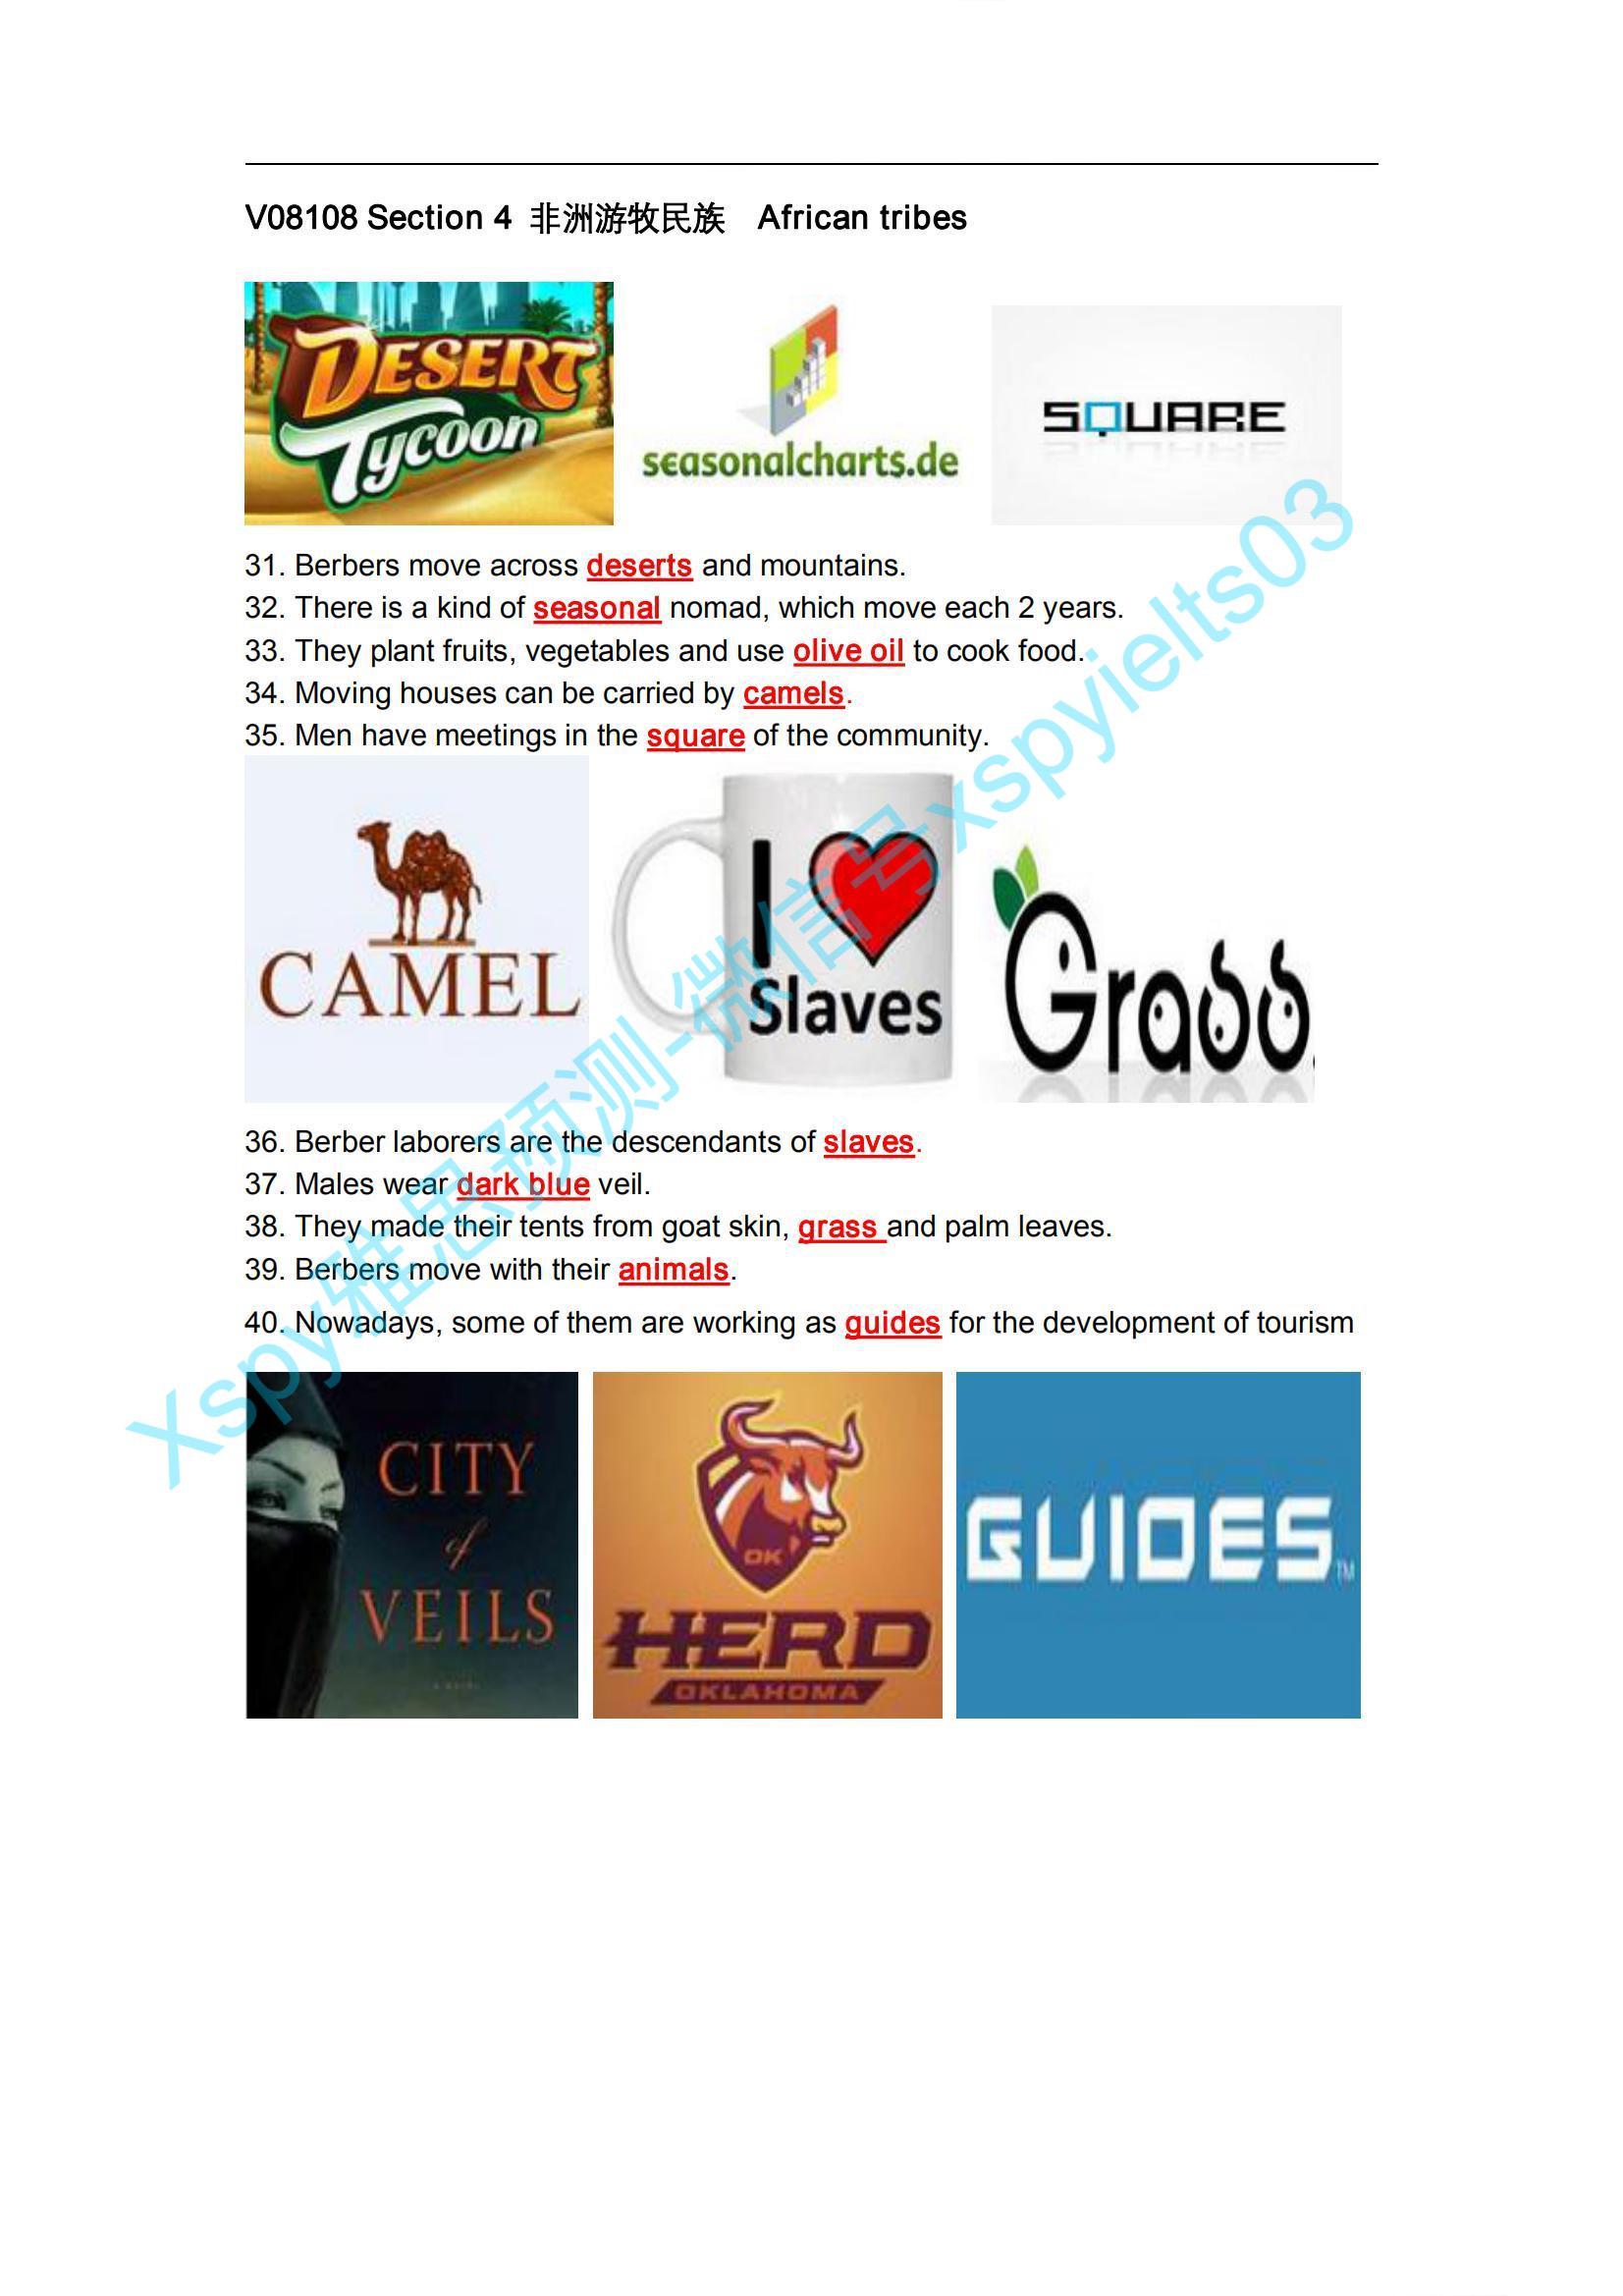 V08108 Section 4 非洲游牧民族 African tribes
DESERT
Tycoon
seasonalcharts.de
SQUARE
31. Berbers move across deserts and mountains.
32. There is a kind of seasonal nomad, which move each 2 years.
33. They plant fruits, vegetables and use olive oil to cook food.
34. Moving houses can be carried by camels.
35. Men have meetings in the square of the community.
CAMEL
I
Slaves
Grass
36. Berber laborers are the descendants of slaves.
37. Males wear dark blue veil.
38. They made their tents from goat skin, grass and palm leaves.
39. Berbers move with their animals.
40. Nowadays, some of them are working as guides for the development of tourism
CITY
of
VEILS
OK
HERD
OKLAHOMA
GUIDES TM
Xspy雅思预测-微信号xspyielts03